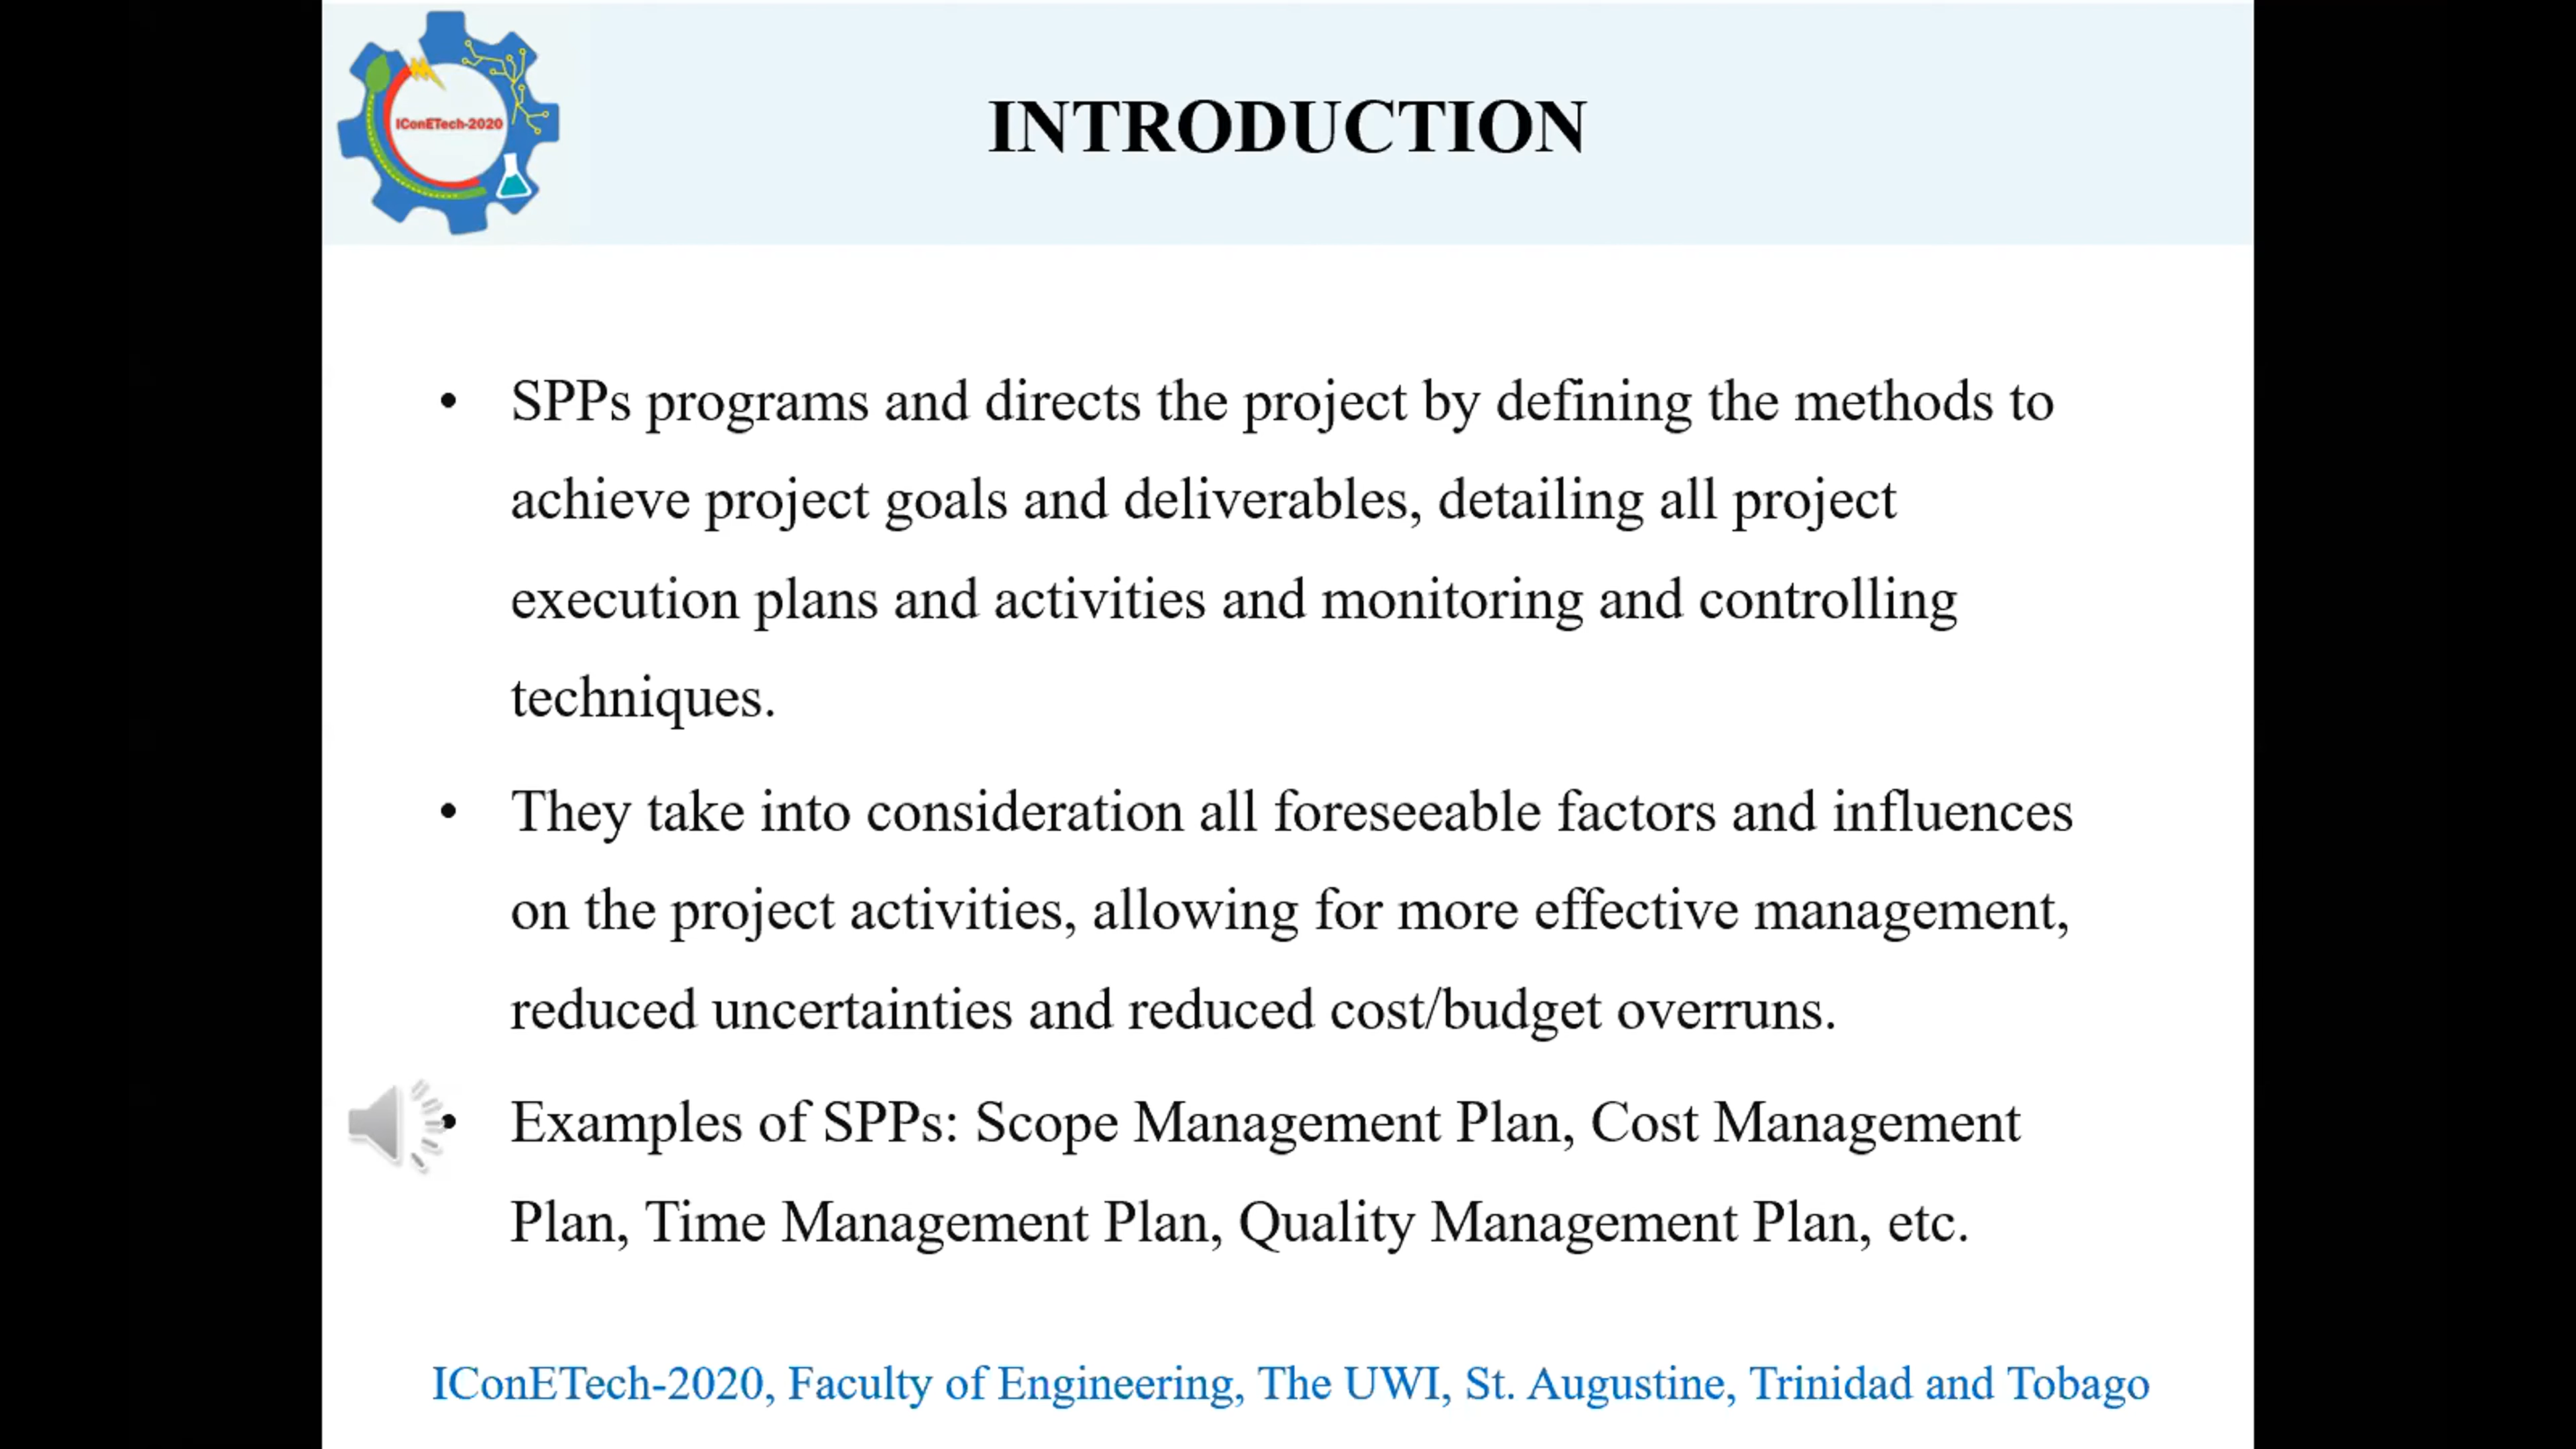 IConETech-2020
INTRODUCTION
• SPPs programs and directs the project by defining the methods to
achieve project goals and deliverables, detailing all project
execution plans and activities and monitoring and controlling
techniques.
• They take into consideration all foreseeable factors and influences
on the project activities, allowing for more effective management,
reduced uncertainties and reduced cost/budget overruns.
• Examples of SPPs: Scope Management Plan, Cost Management
Plan, Time Management Plan, Quality Management Plan, etc.
IConETech-2020, Faculty of Engineering, The UWI, St. Augustine, Trinidad and Tobago